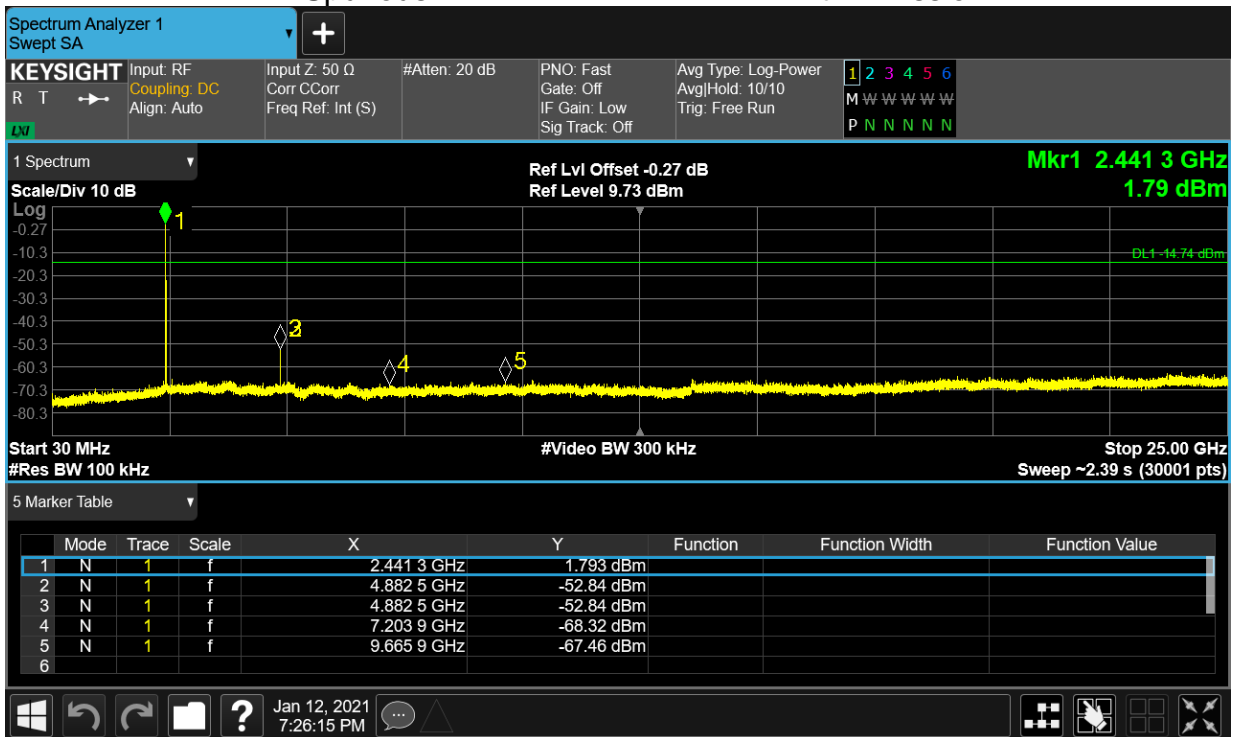 Spectrum Analyzer 1
Swept SA
+
KEYSIGHT
R T
LXI
Input: RF
Coupling: DC
Align: Auto
Input Z: 50 Ω
Corr CCorr
Freq Ref: Int (S)
#Atten: 20 dB
PNO: Fast
Gate: Off
IF Gain: Low
Sig Track: Off
Avg Type: Log-Power
Avg|Hold: 10/10
Trig: Free Run
1 2 3 4 5 6
M W W W W W
P N N N N N
1 Spectrum
Scale/Div 10 dB
Log
Ref Lvl Offset -0.27 dB
Ref Level 9.73 dBm
Mkr1 2.441 3 GHz
1.79 dBm
-0.27
-10.3
-20.3
-30.3
-40.3
-50.3
-60.3
-70.3
-80.3
DL1 -14.74 dBm
1
3
4
5
Start 30 MHz
#Res BW 100 kHz
#Video BW 300 kHz
Stop 25.00 GHz
Sweep ~2.39 s (30001 pts)
5 Marker Table
Mode Trace Scale X Y Function Function Width Function Value
1 N 1 f 2.441 3 GHz 1.793 dBm
2 N 1 f 4.882 5 GHz -52.84 dBm
3 N 1 f 4.882 5 GHz -52.84 dBm
4 N 1 f 7.203 9 GHz -68.32 dBm
5 N 1 f 9.665 9 GHz -67.46 dBm
6
?
Jan 12, 2021
7:26:15 PM